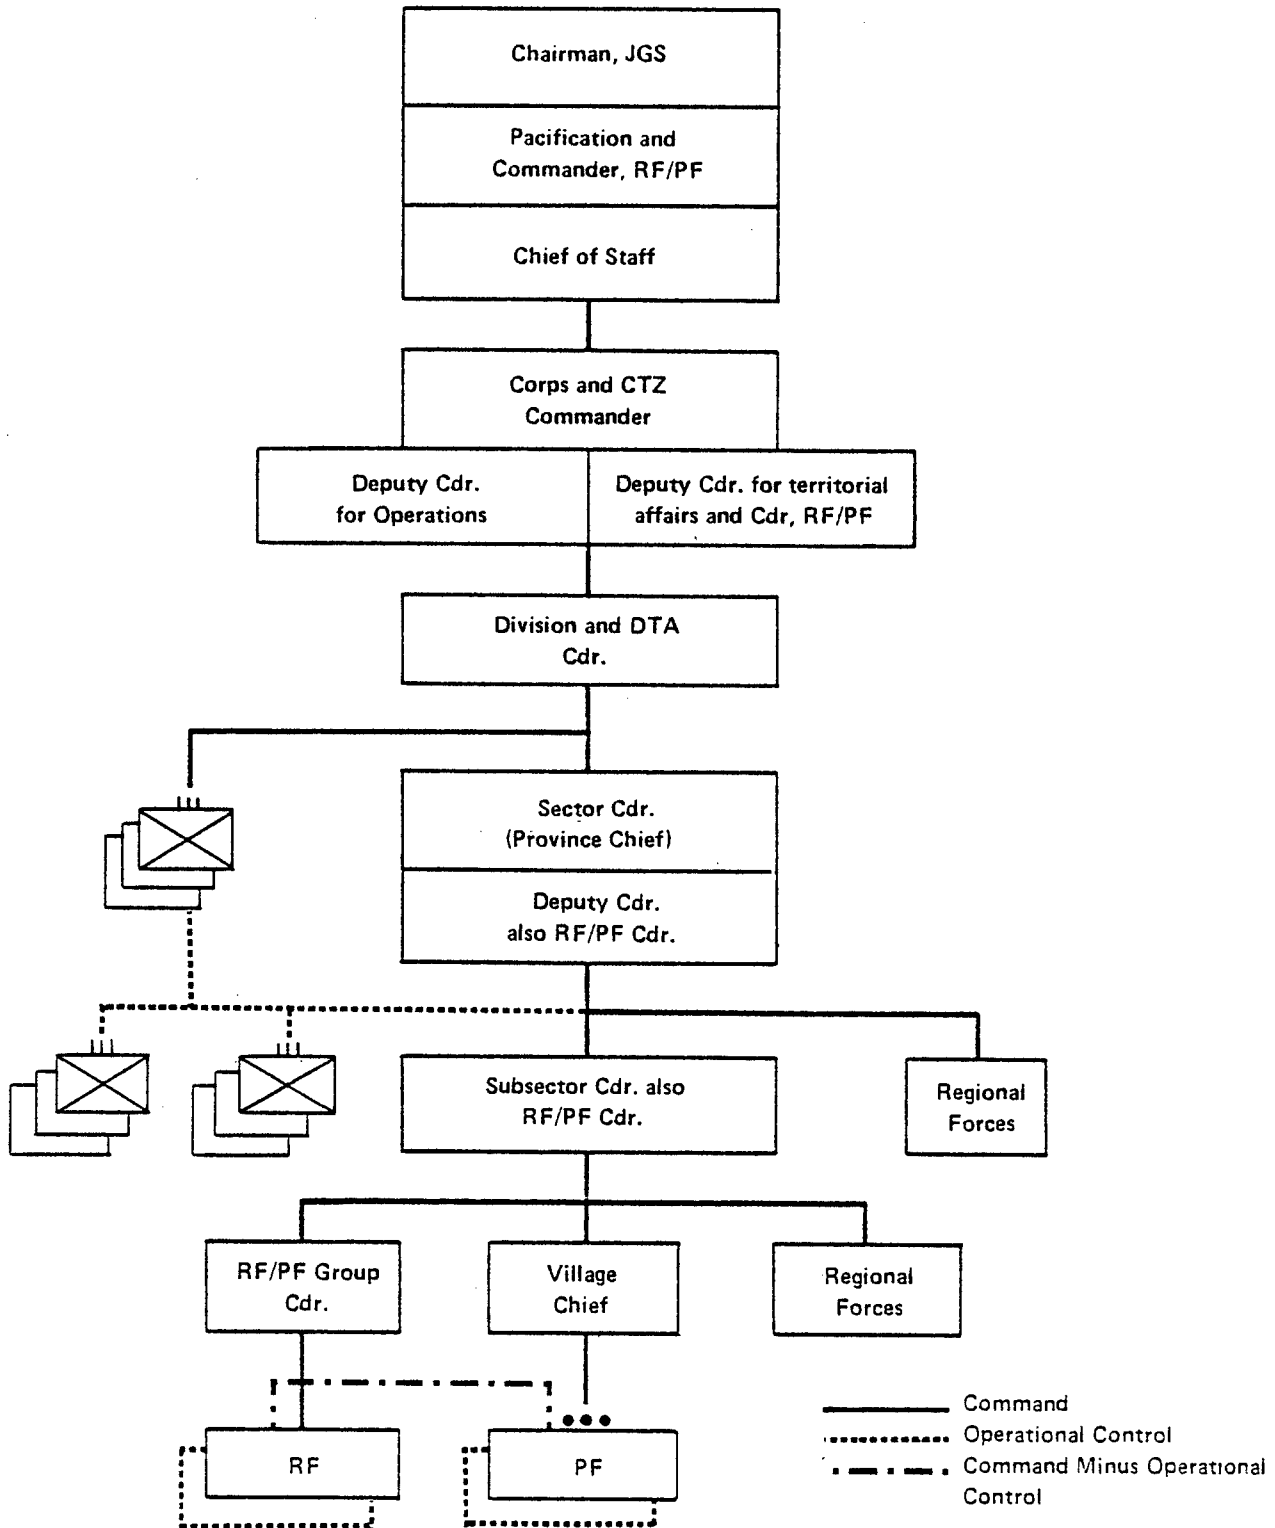 Chairman, JGS
Pacification and
Commander, RF/PF
Chief of Staff
Corps and CTZ
Commander
Deputy Cdr.
for Operations
Deputy Cdr. for territorial
affairs and Cdr, RF/PF
Division and DTA
Cdr.
Sector Cdr.
(Province Chief)
Deputy Cdr.
also RF/PF Cdr.
Subsector Cdr. also
RF/PF Cdr.
Regional
Forces
RF/PF Group
Cdr.
Village
Chief
Regional
Forces
RF
PF
Command
Operational Control
Command Minus Operational
Control